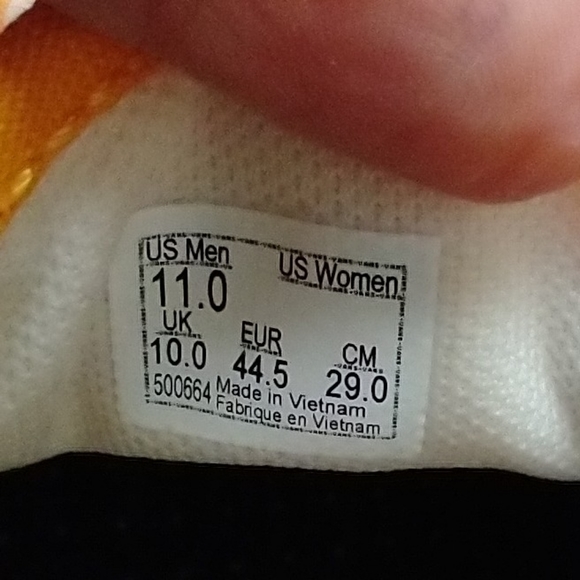 US Men US Women
11.0
UK EUR CM
10.0 44.5 29.0
500664 Made in Vietnam
Fabrique en Vietnam